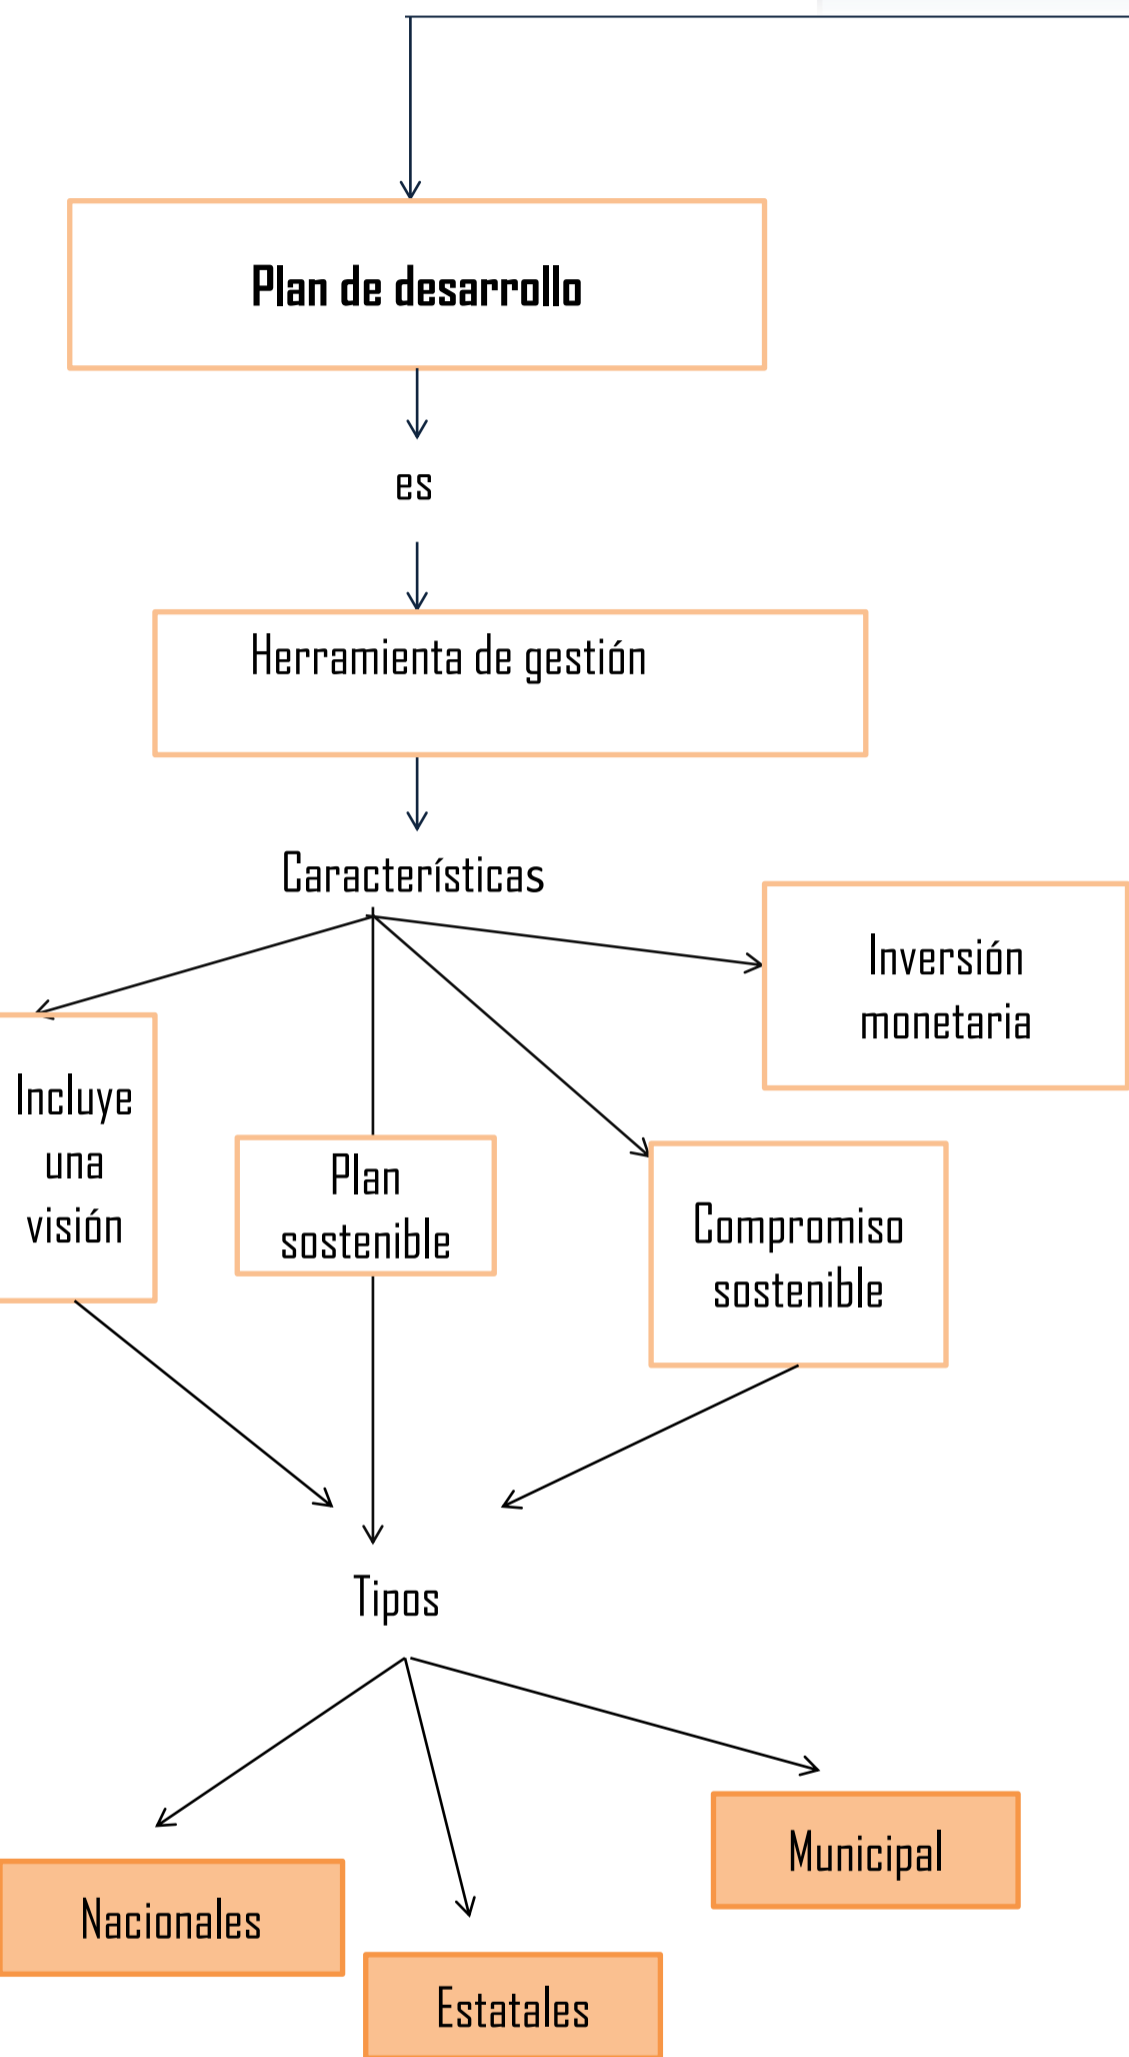 Plan de desarrollo
es
Herramienta de gestión
Características
Inversión
monetaria
Incluye
una
visión
Plan
sostenible
Compromiso
sostenible
Tipos
Municipal
Nacionales
Estatales